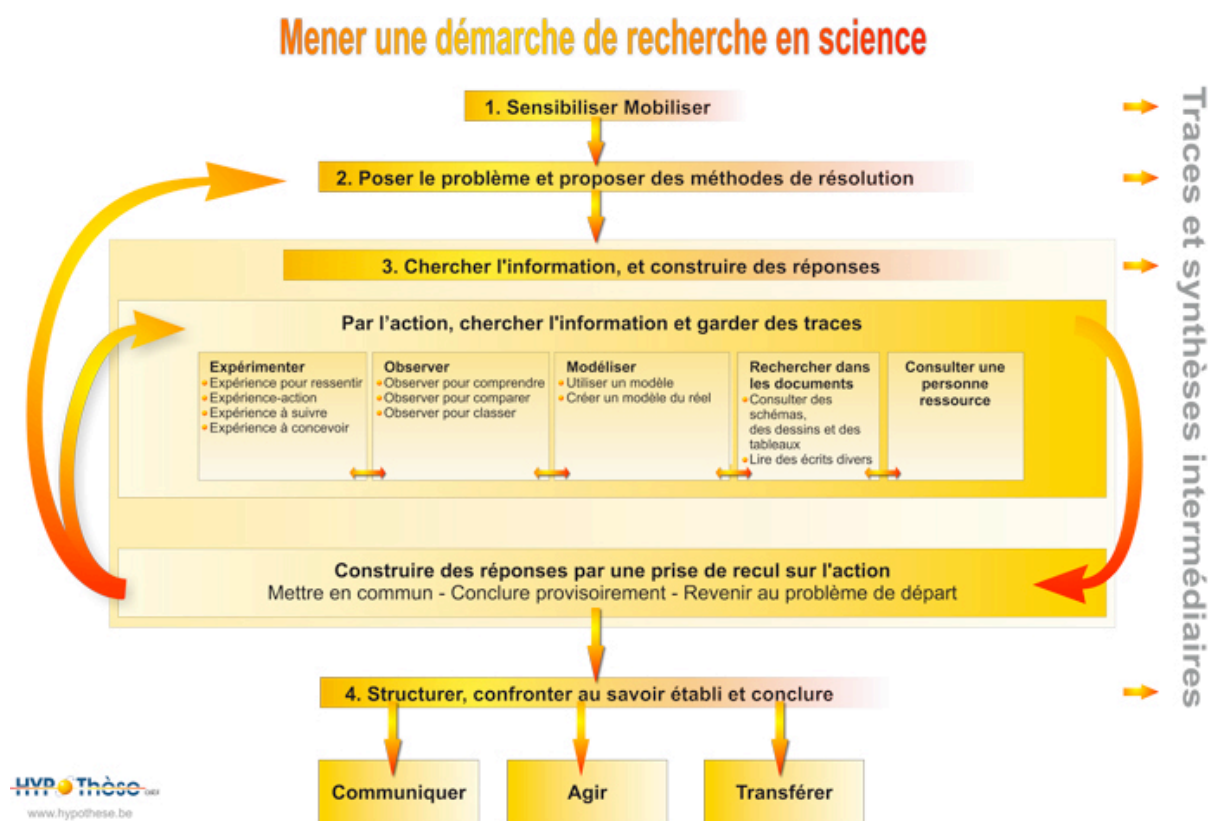 Mener une démarche de recherche en science
1. Sensibiliser Mobiliser
2. Poser le problème et proposer des méthodes de résolution
3. Chercher l'information, et construire des réponses
Par l'action, chercher l'information et garder des traces
Expérimenter
Expérience pour ressentir
Expérience-action
Expérience à suivre
Expérience à concevoir
Observer
Observer pour comprendre
Observer pour comparer
Observer pour classer
Modéliser
Utiliser un modèle
Créer un modèle du réel
Rechercher dans
les documents
Consulter des
schémas,
des dessins et des
tableaux
Lire des écrits divers
Consulter une
personne
ressource
Construire des réponses par une prise de recul sur l'action
Mettre en commun - Conclure provisoirement - Revenir au problème de départ
4. Structurer, confronter au savoir établi et conclure
Communiquer
Agir
Transférer
Traces et synthèses intermédiaires
HYPOThèse
www.hypothese.be